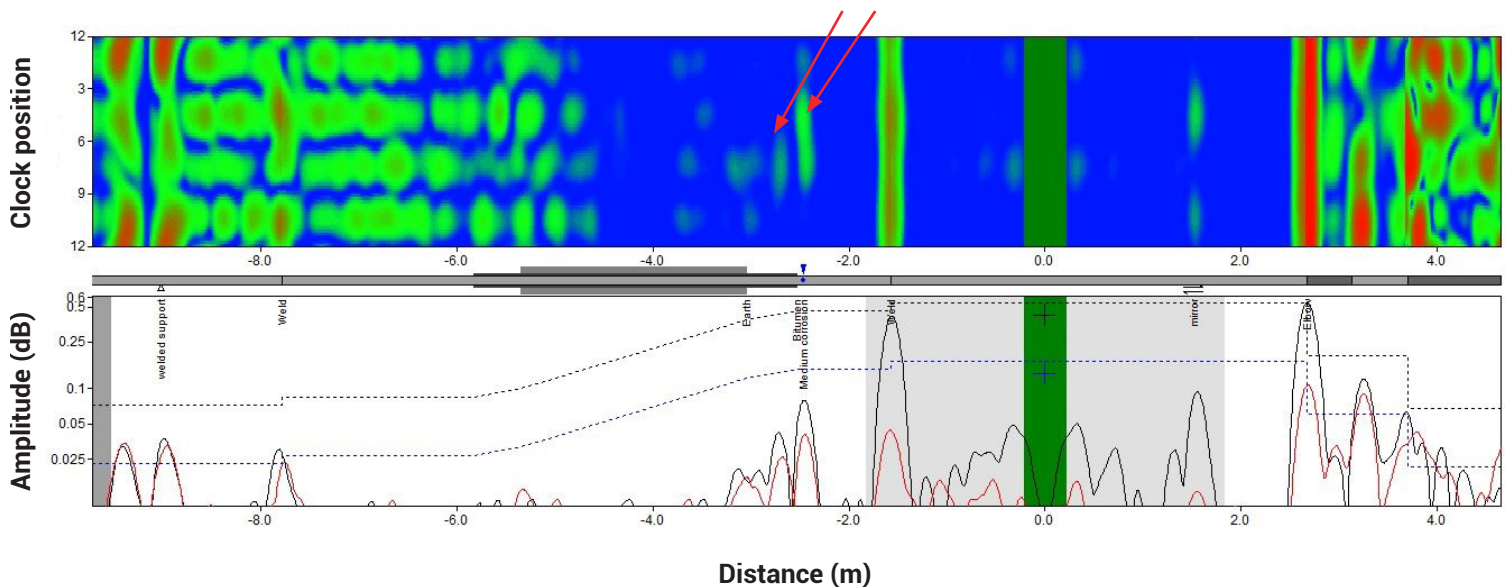 Clock position
12
3
6
9
12
-8.0 -6.0 -4.0 -2.0 0.0 2.0 4.0
Amplitude (dB)
0.6
0.5
0.25
0.1
0.05
0.025
welded support
Weld
Earth
Bitumen
Medium corrosion
Weld
mirror
Elbow
-8.0 -6.0 -4.0 -2.0 0.0 2.0 4.0
Distance (m)